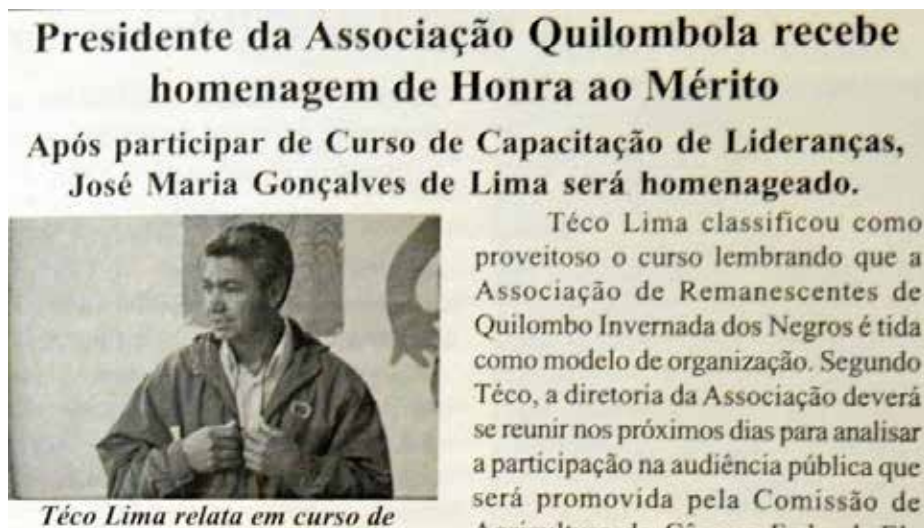 Presidente da Associação Quilombola recebe
homenagem de Honra ao Mérito
Após participar de Curso de Capacitação de Lideranças,
José Maria Gonçalves de Lima será homenageado.
Téco Lima relata em curso de
Téco Lima classificou como
proveitoso o curso lembrando que a
Associação de Remanescentes de
Quilombo Invernada dos Negros é tida
como modelo de organização. Segundo
Téco, a diretoria da Associação deverá
se reunir nos próximos dias para analisar
a participação na audiência pública que
será promovida pela Comissão de